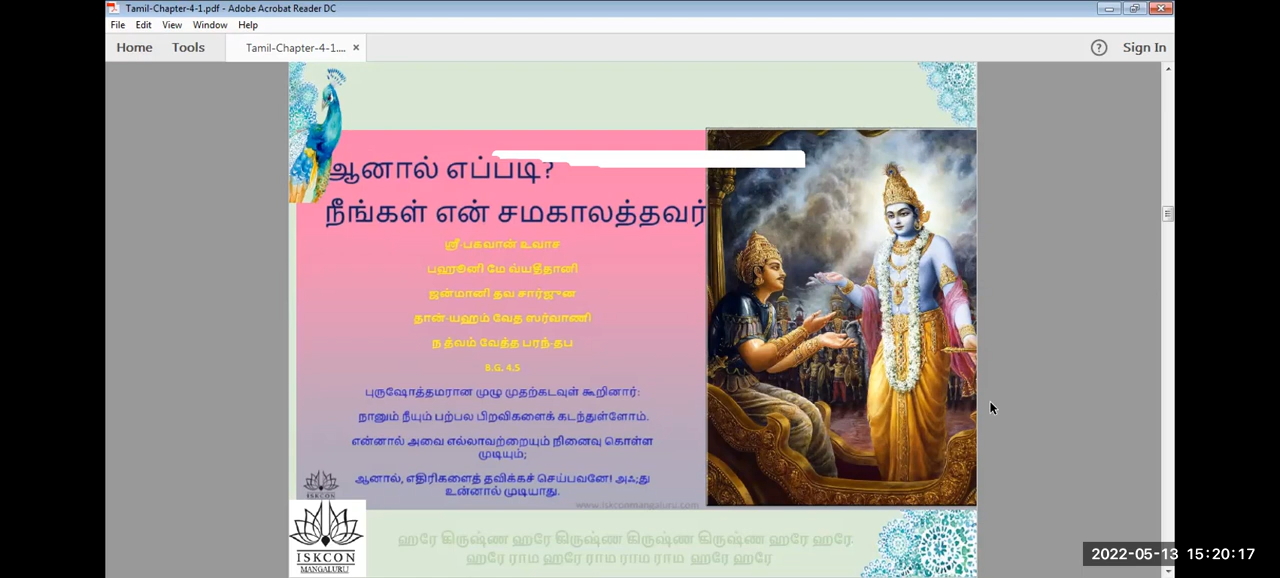 Tamil-Chapter-4-1.pdf - Adobe Acrobat Reader DC
File Edit View Window Help
Home Tools Tamil-Chapter-4-1.... × ? Sign In
ஆனால் எப்படி?
நீங்கள் என் சமகாலத்தவர்
ஸ்ரீ-பகவான் உவாச
பஹூனி மே வ்யதீதானி
ஜன்மானி தவ சார்ஜுன
தான்-யஹம் வேத ஸர்வாணி
ந த்வம் வேத்த பரந்-தப
B.G. 4.5
புருஷோத்தமரான முழு முதற்கடவுள் கூறினார்:
நானும் நீயும் பற்பல பிறவிகளைக் கடந்துள்ளோம்.
என்னால் அவை எல்லாவற்றையும் நினைவு கொள்ள
முடியும்;
ஆனால், எதிரிகளைத் தவிக்கச் செய்பவனே! அஃது
உன்னால் முடியாது.
ISKCON
www.iskconmangaluru.com
ISKCON
MANGALURU
ஹரே கிருஷ்ண ஹரே கிருஷ்ண கிருஷ்ண கிருஷ்ண ஹரே ஹரே
ஹரே ராம ஹரே ராம ராம ராம ஹரே ஹரே
2022-05-13 15:20:17